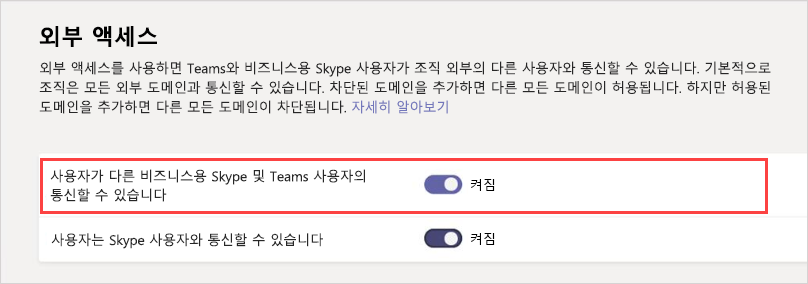 외부 액세스
외부 액세스를 사용하면 Teams와 비즈니스용 Skype 사용자가 조직 외부의 다른 사용자와 통신할 수 있습니다. 기본적으로
조직은 모든 외부 도메인과 통신할 수 있습니다. 차단된 도메인을 추가하면 다른 모든 도메인이 허용됩니다. 하지만 허용된
도메인을 추가하면 다른 모든 도메인이 차단됩니다. 자세히 알아보기
사용자가 다른 비즈니스용 Skype 및 Teams 사용자의
통신할 수 있습니다
켜짐
사용자는 Skype 사용자와 통신할 수 있습니다
켜짐